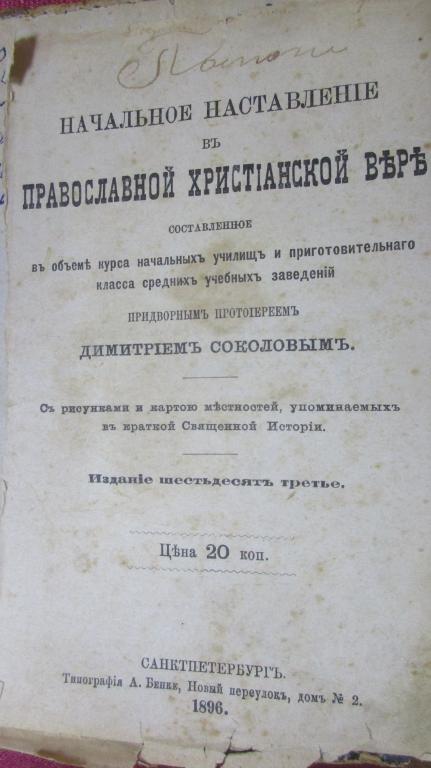 НАЧАЛЬНОЕ НАСТАВЛЕНІЕ
ВЪ
ПРАВОСЛАВНОЙ ХРИСТІАНСКОЙ ВѢРѢ
СОСТАВЛЕННОЕ
въ объемѣ курса начальныхъ училищъ и приготовительнаго
класса среднихъ учебныхъ заведеній
ПРИДВОРНЫМЪ ПРОТОІЕРЕЕМЪ
ДИМИТРІЕМЪ СОКОЛОВЫМЪ.
Съ рисунками и картою мѣстностей, упоминаемыхъ
въ краткой Священной Исторіи.
Изданіе шестьдесятъ третье.
Цѣна 20 коп.
САНКТПЕТЕРБУРГЪ.
Типографія А. Бенке, Новый переулокъ, домъ № 2.
1896.